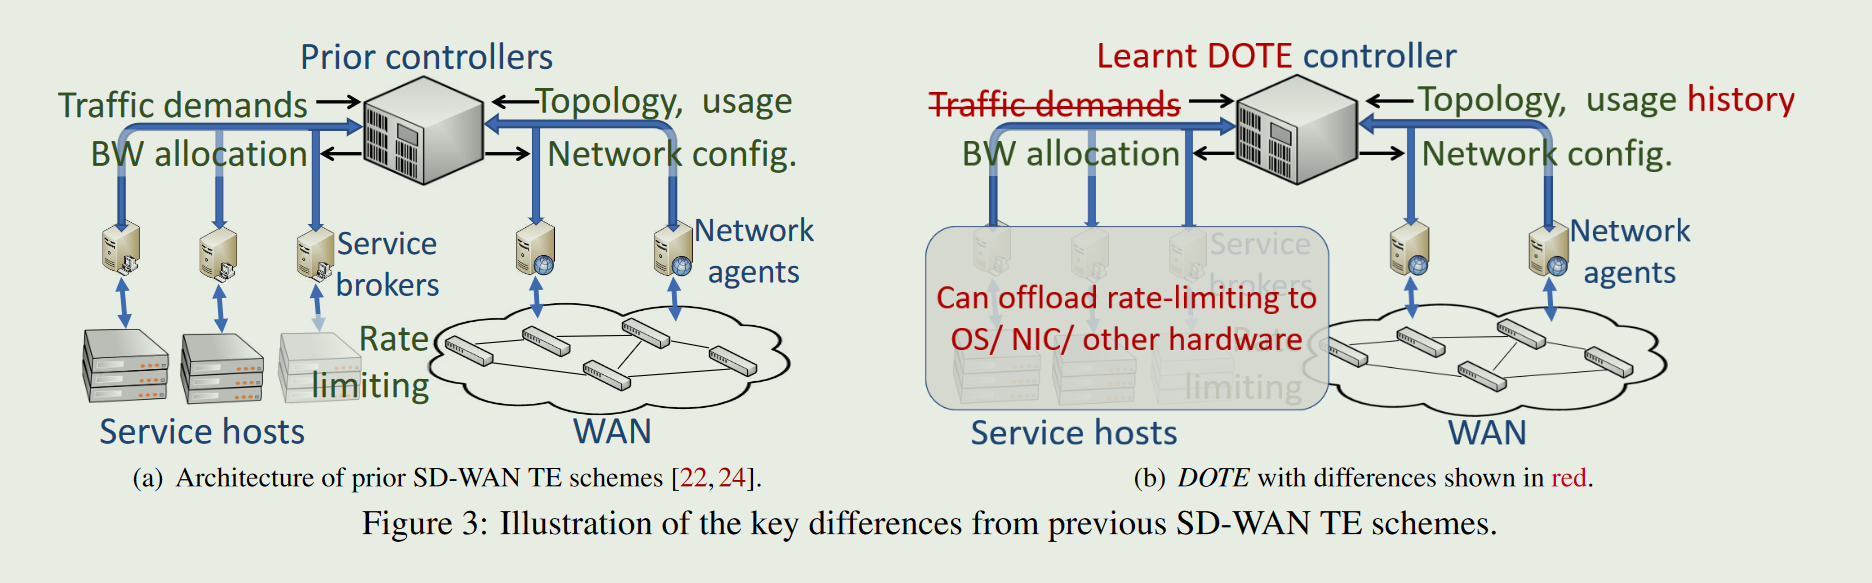 Prior controllers
Traffic demands
Topology, usage
BW allocation
Network config.
Service
brokers
Network
agents
Rate
limiting
Service hosts
WAN
(a) Architecture of prior SD-WAN TE schemes [22, 24].
Learnt DOTE controller
Traffic demands
Topology, usage history
BW allocation
Network config.
Service
brokers
Network
agents
Can offload rate-limiting to
OS/ NIC/ other hardware
Rate
limiting
Service hosts
WAN
(b) DOTE with differences shown in red.
Figure 3: Illustration of the key differences from previous SD-WAN TE schemes.